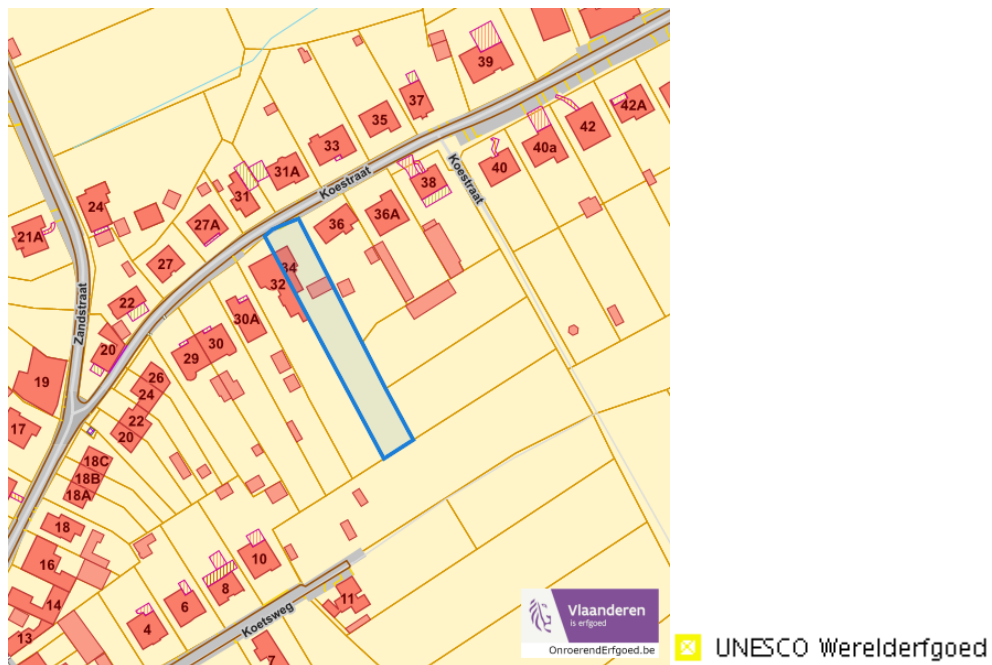 39
37
35
42A
33
42
40a
31A
Koestraat
40
Koestraat
38
31
24
36A
27A
36
21A
27
34
32
22
30A
Zandstraat
20
30
29
26
19
24
22
17
20
18C
18B
18A
18
16
10
8
14
6
11
Koetsweg
4
13
7
Vlaanderen
is erfgoed
OnroerendErfgoed.be
UNESCO Werelderfgoed